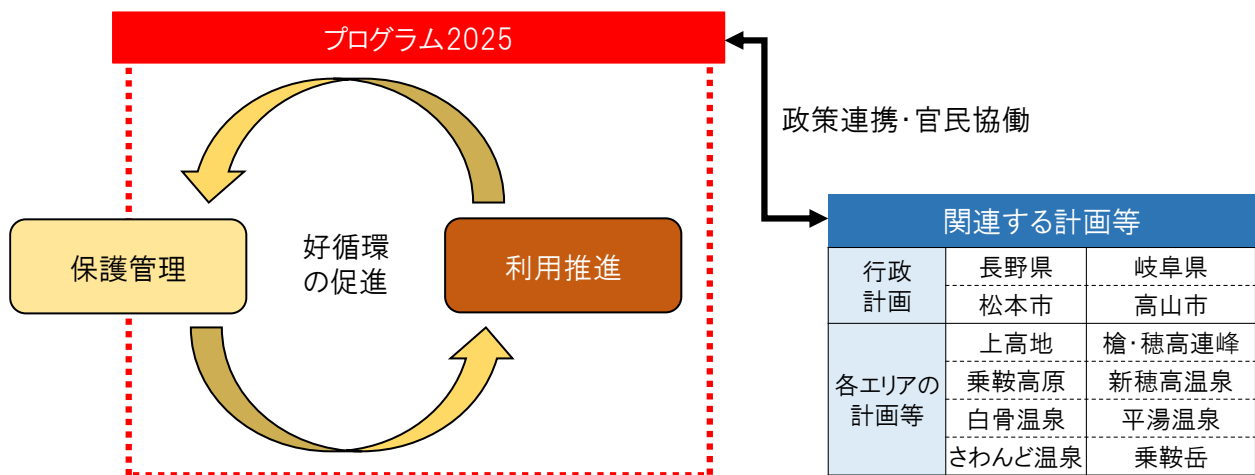 プログラム2025
政策連携・官民協働
保護管理
好循環
の促進
利用推進
関連する計画等
行政
計画
長野県
岐阜県
松本市
高山市
各エリアの
計画等
上高地
槍・穂高連峰
乗鞍高原
新穂高温泉
白骨温泉
平湯温泉
さわんど温泉
乗鞍岳